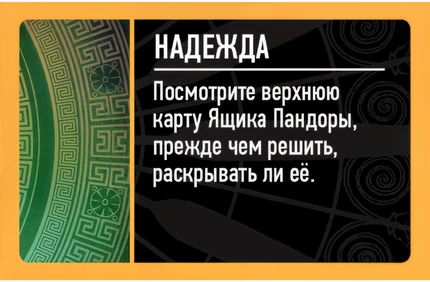 НАДЕЖДА
Посмотрите верхнюю
карту Ящика Пандоры,
прежде чем решить,
раскрывать ли её.